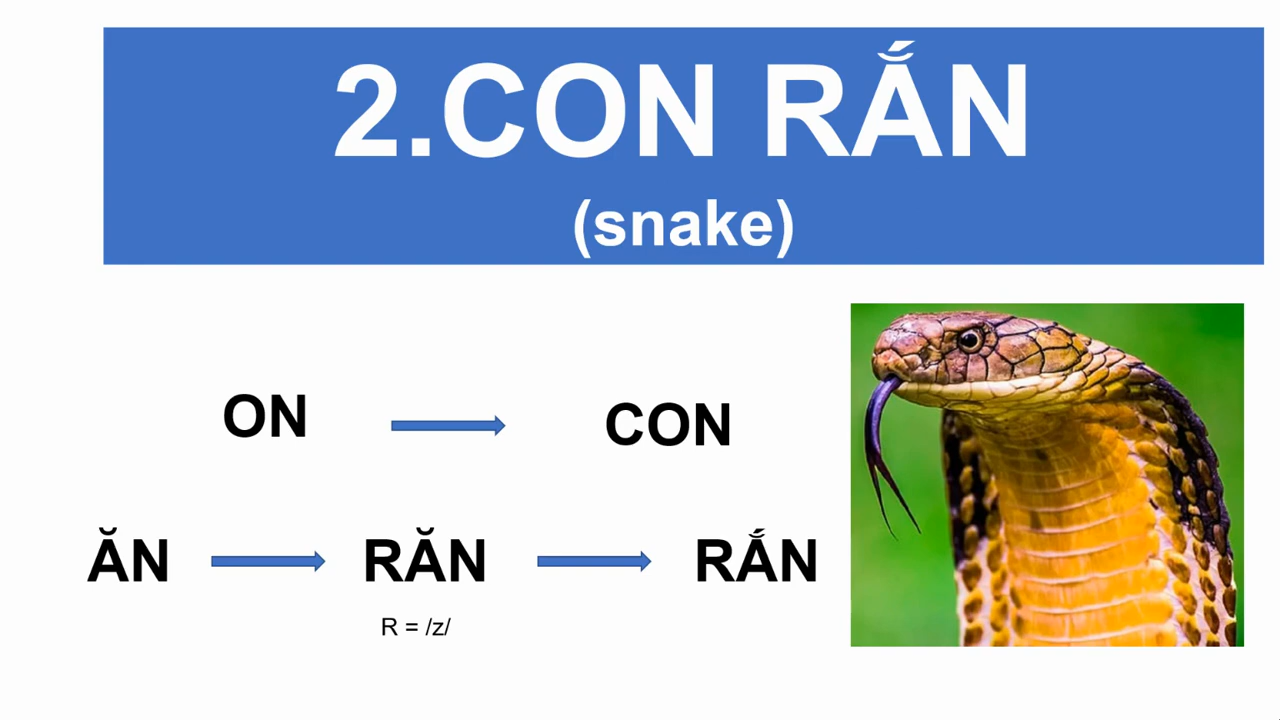 2.CON RẮN
(snake)
ON CON
ĂN RĂN RẮN
R = /z/